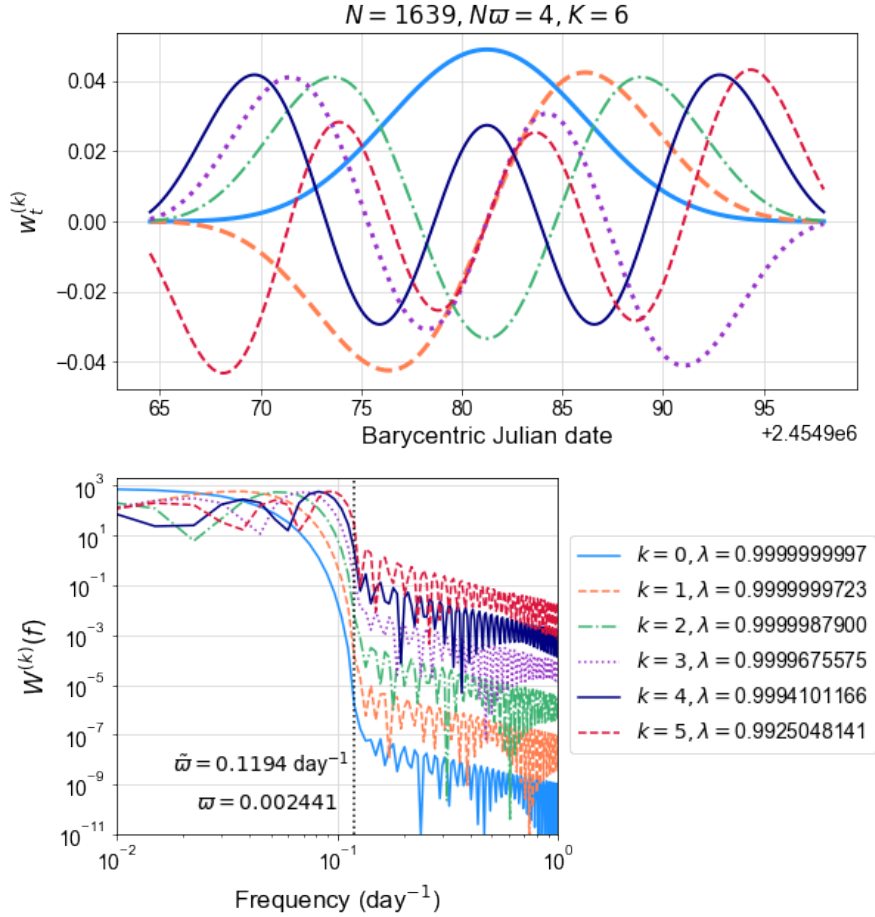 N = 1639, Nϖ = 4, K = 6
w_t^(k)
0.04
0.02
0.00
−0.02
−0.04
65 70 75 80 85 90 95
Barycentric Julian date
+2.4549e6
W^(k)(f)
10^3
10^1
10^−1
10^−3
10^−5
10^−7
10^−9
10^−11
ϖ̃ = 0.1194 day^−1
ϖ = 0.002441
10^−2 10^−1 10^0
Frequency (day^−1)
k = 0, λ = 0.9999999997
k = 1, λ = 0.9999999723
k = 2, λ = 0.9999987900
k = 3, λ = 0.9999675575
k = 4, λ = 0.9994101166
k = 5, λ = 0.9925048141